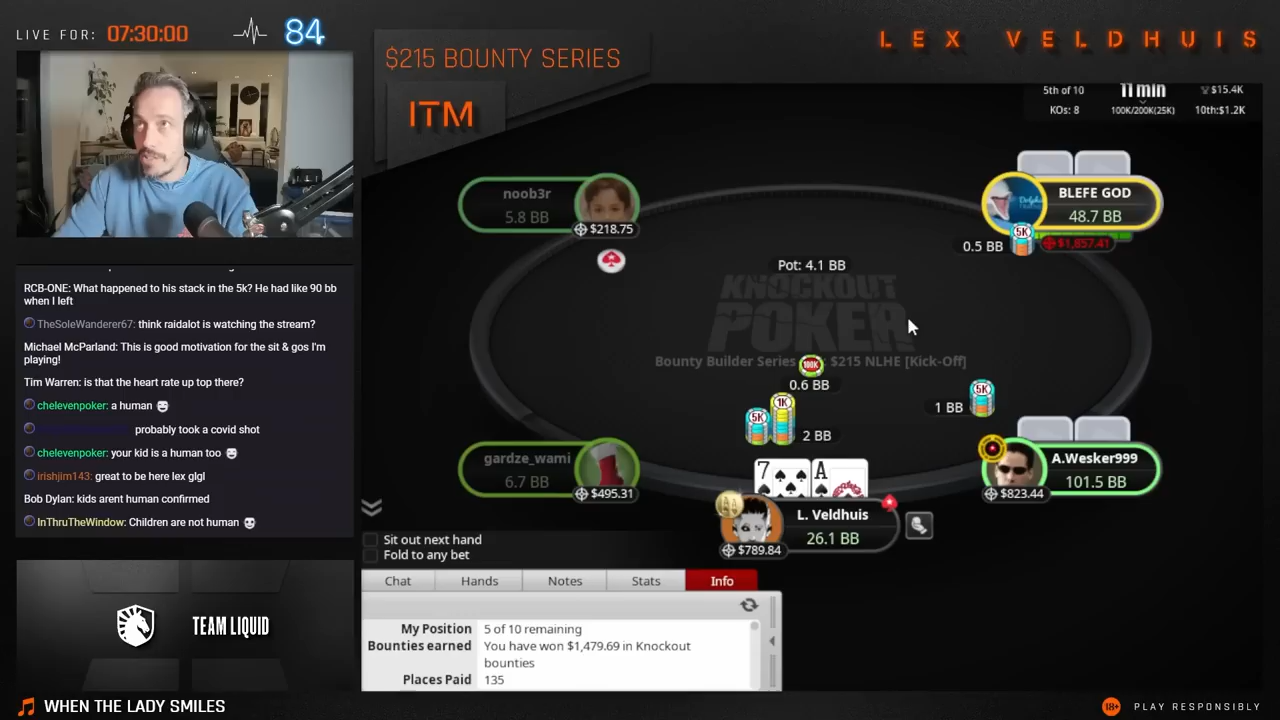 LIVE FOR: 07:30:00 84
$215 BOUNTY SERIES
ITM
LEX VELDHUIS
5th of 10 11 min $15.4K
KOs: 8 100K/200K(25K) 10th:$1.2K
noob3r
5.8 BB
$218.75
BLEFE GOD
48.7 BB
$1,857.41
0.5 BB
5K
Pot: 4.1 BB
KNOCKOUT
POKER
Bounty Builder Series
: $215 NLHE [Kick-Off]
100K
0.6 BB
5K
1K
2 BB
1 BB
5K
gardze_wami
6.7 BB
$495.31
A.Wesker999
101.5 BB
$823.44
7 A
L. Veldhuis
26.1 BB
$789.84
RCB-ONE: What happened to his stack in the 5k? He had like 90 bb
when I left
TheSoleWanderer67: think raidalot is watching the stream?
Michael McParland: This is good motivation for the sit & gos I'm
playing!
Tim Warren: is that the heart rate up top there?
chelevenpoker: a human
probably took a covid shot
chelevenpoker: your kid is a human too
irishjim143: great to be here lex glgl
Bob Dylan: kids arent human confirmed
InThruTheWindow: Children are not human
Sit out next hand
Fold to any bet
Chat Hands Notes Stats Info
My Position 5 of 10 remaining
Bounties earned You have won $1,479.69 in Knockout
bounties
Places Paid 135
TEAM LIQUID
WHEN THE LADY SMILES
18+ PLAY RESPONSIBLY